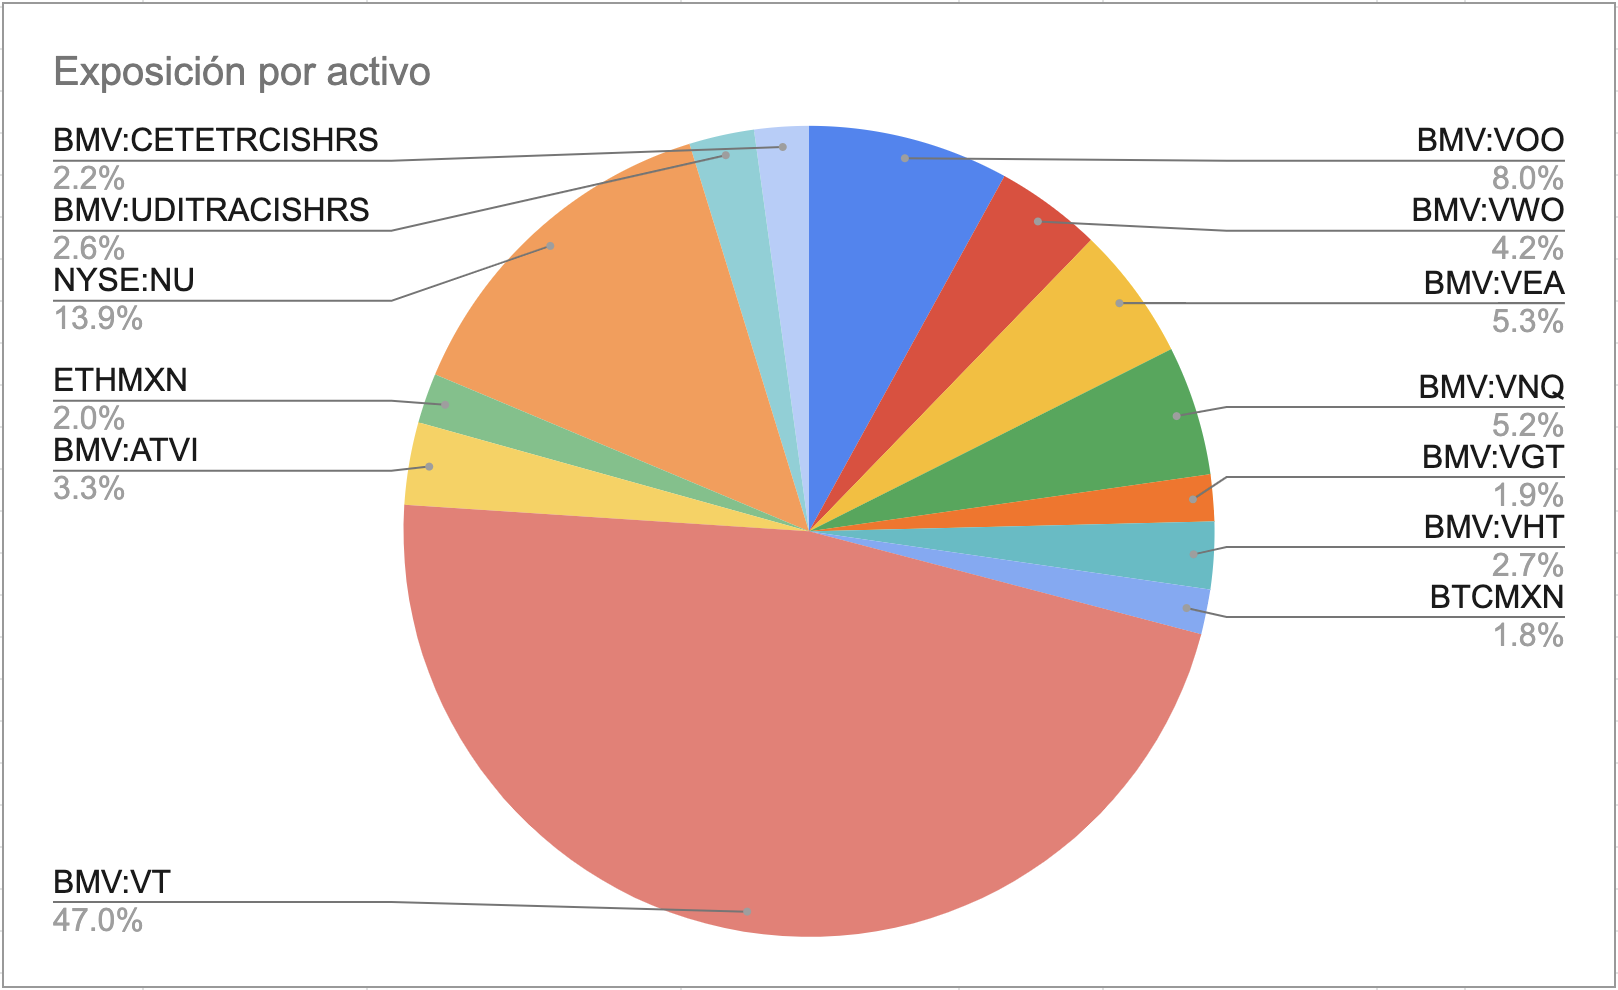 Exposición por activo
BMV:CETETRCISHRS
2.2%
BMV:UDITRACISHRS
2.6%
NYSE:NU
13.9%
ETHMXN
2.0%
BMV:ATVI
3.3%
BMV:VT
47.0%
BMV:VOO
8.0%
BMV:VWO
4.2%
BMV:VEA
5.3%
BMV:VNQ
5.2%
BMV:VGT
1.9%
BMV:VHT
2.7%
BTCMXN
1.8%